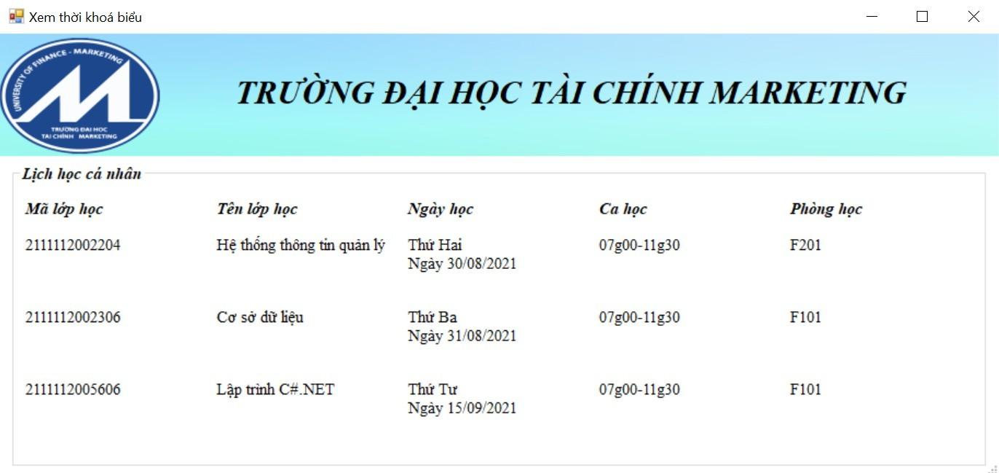 Xem thời khoá biểu
UNIVERSITY OF FINANCE - MARKETING
TRƯỜNG ĐẠI HỌC
TÀI CHÍNH MARKETING
TRƯỜNG ĐẠI HỌC TÀI CHÍNH MARKETING
Lịch học cá nhân
Mã lớp học Tên lớp học Ngày học Ca học Phòng học
2111112002204 Hệ thống thông tin quản lý Thứ Hai 07g00-11g30 F201
Ngày 30/08/2021
2111112002306 Cơ sở dữ liệu Thứ Ba 07g00-11g30 F101
Ngày 31/08/2021
2111112005606 Lập trình C#.NET Thứ Tư 07g00-11g30 F101
Ngày 15/09/2021